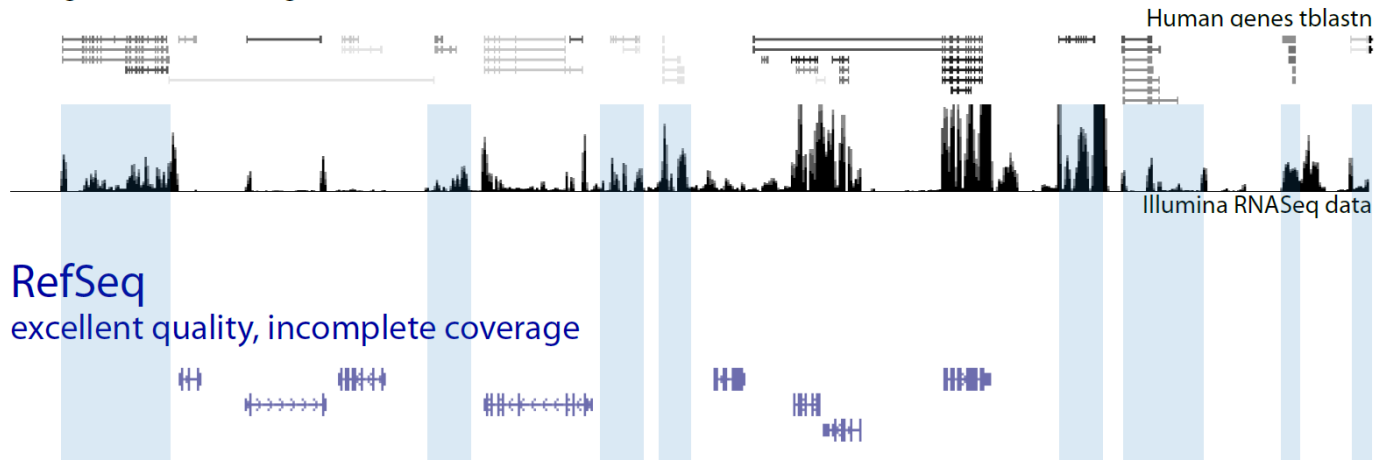 Human genes tblastn
Illumina RNASeq data
RefSeq
excellent quality, incomplete coverage